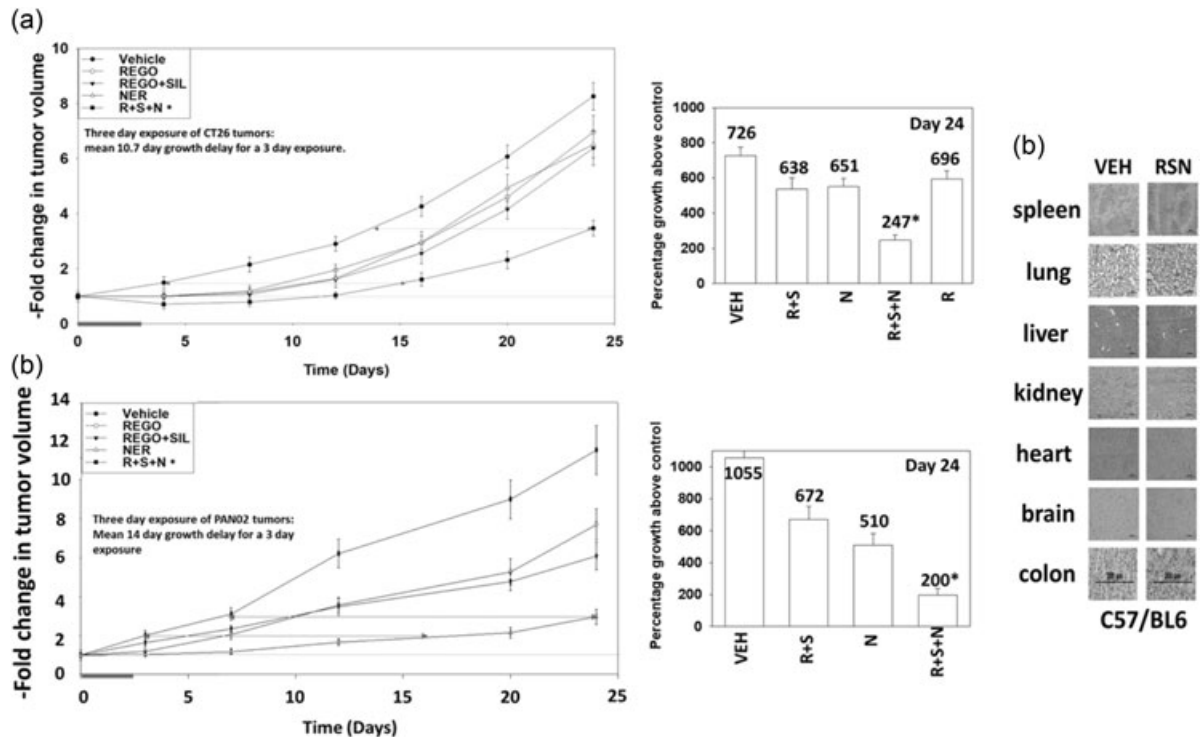 (a)
-Fold change in tumor volume
10
8
6
4
2
0
Vehicle
REGO
REGO+SIL
NER
R+S+N *
Three day exposure of CT26 tumors:
mean 10.7 day growth delay for a 3 day exposure.
0 5 10 15 20 25
Time (Days)
Percentage growth above control
1000
800
600
400
200
0
Day 24
726
638
651
247*
696
VEH
R+S
N
R+S+N
R
(b)
-Fold change in tumor volume
14
12
10
8
6
4
2
0
Vehicle
REGO
REGO+SIL
NER
R+S+N *
Three day exposure of PAN02 tumors:
Mean 14 day growth delay for a 3 day
exposure
0 5 10 15 20 25
Time (Days)
Percentage growth above control
1000
800
600
400
200
0
Day 24
1055
672
510
200*
VEH
R+S
N
R+S+N
(b)
VEH RSN
spleen
lung
liver
kidney
heart
brain
colon
C57/BL6